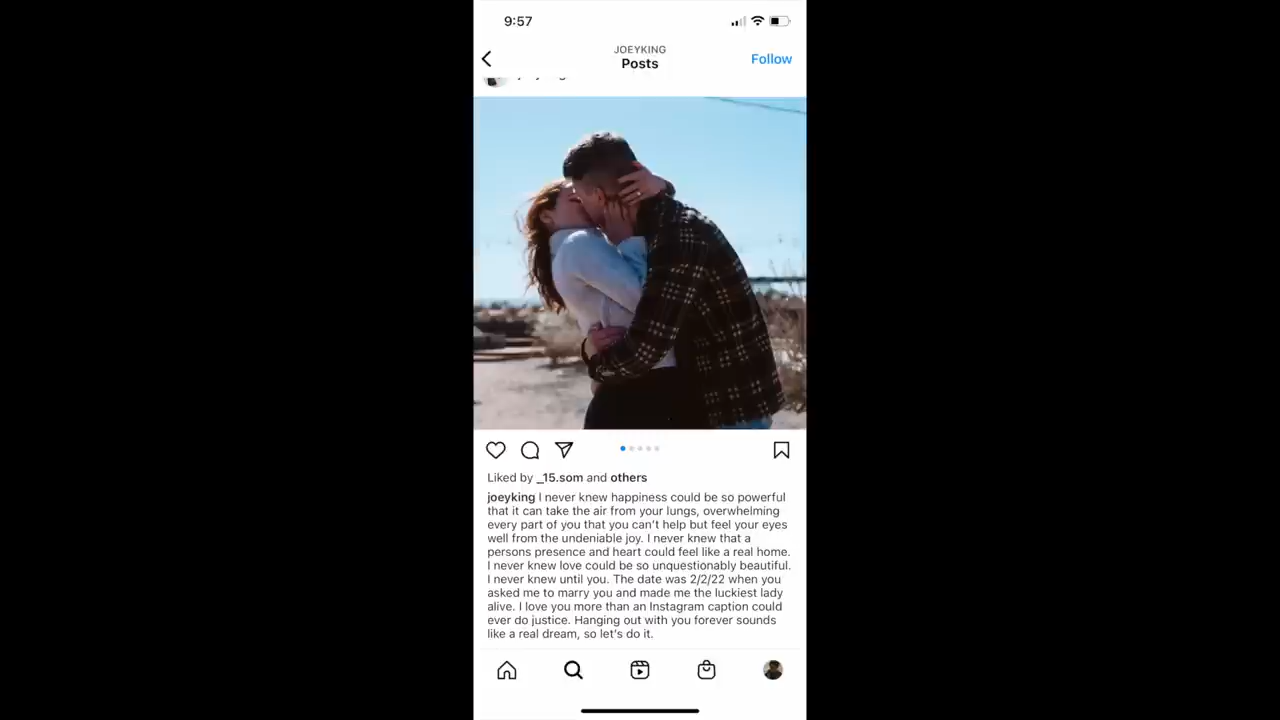 9:57
JOEYKING
Posts
Follow
Liked by _15.som and others
joeyking I never knew happiness could be so powerful
that it can take the air from your lungs, overwhelming
every part of you that you can't help but feel your eyes
well from the undeniable joy. I never knew that a
persons presence and heart could feel like a real home.
I never knew love could be so unquestionably beautiful.
I never knew until you. The date was 2/2/22 when you
asked me to marry you and made me the luckiest lady
alive. I love you more than an Instagram caption could
ever do justice. Hanging out with you forever sounds
like a real dream, so let's do it.